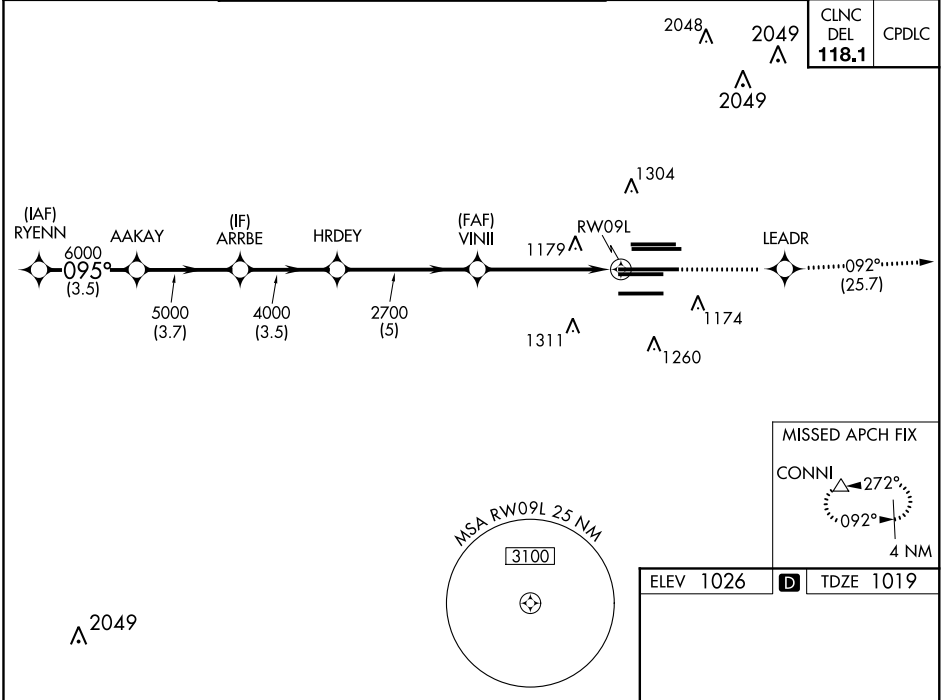 CLNC
DEL
118.1
CPDLC
2048
2049
2049
1304
(IAF)
RYENN
AAKAY
(IF)
ARRBE
HRDEY
(FAF)
VINII
1179
RW09L
LEADR
6000
095°
(3.5)
5000
(3.7)
4000
(3.5)
2700
(5)
092°
(25.7)
1174
1311
1260
MISSED APCH FIX
CONNI
272°
092°
4 NM
MSA RW09L 25 NM
3100
ELEV 1026 D TDZE 1019
2049